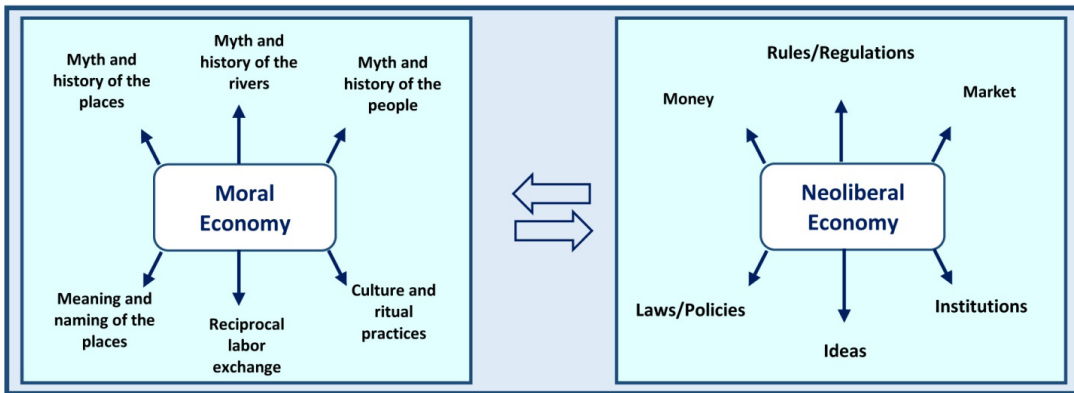 Myth and
history of the
places
Myth and
history of the
rivers
Myth and
history of the
people
Moral
Economy
Meaning and
naming of the
places
Reciprocal
labor
exchange
Culture and
ritual
practices
Rules/Regulations
Money
Market
Neoliberal
Economy
Laws/Policies
Ideas
Institutions